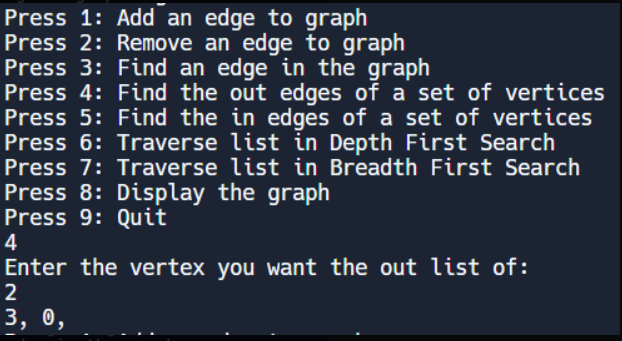 Press 1: Add an edge to graph
Press 2: Remove an edge to graph
Press 3: Find an edge in the graph
Press 4: Find the out edges of a set of vertices
Press 5: Find the in edges of a set of vertices
Press 6: Traverse list in Depth First Search
Press 7: Traverse list in Breadth First Search
Press 8: Display the graph
Press 9: Quit
4
Enter the vertex you want the out list of:
2
3, 0,